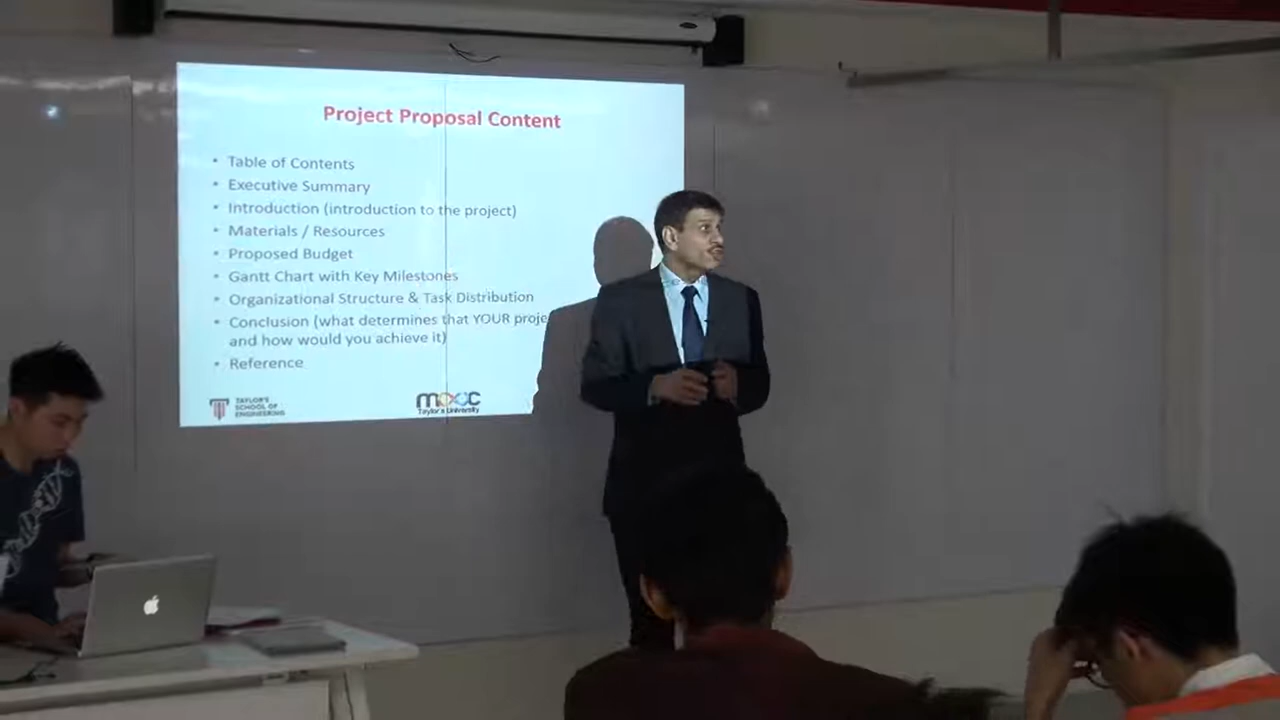 Project Proposal Content
• Table of Contents
• Executive Summary
• Introduction (introduction to the project)
• Materials / Resources
• Proposed Budget
• Gantt Chart with Key Milestones
• Organizational Structure & Task Distribution
• Conclusion (what determines that YOUR proje
and how would you achieve it)
• Reference
TAYLOR'S
SCHOOL OF
ENGINEERING
mooc
Taylor's University